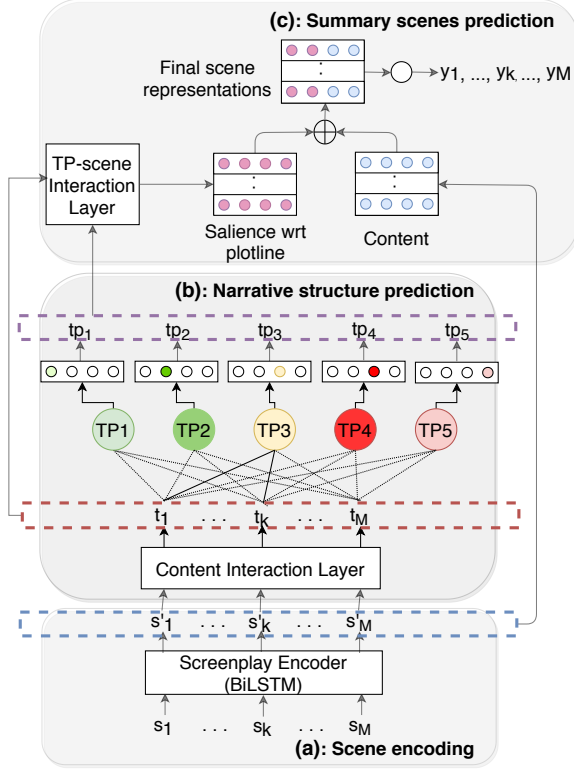 (c): Summary scenes prediction
Final scene
representations
y1, ..., yk, ..., yM
TP-scene
Interaction
Layer
Salience wrt
plotline
Content
(b): Narrative structure prediction
tp1 tp2 tp3 tp4 tp5
TP1 TP2 TP3 TP4 TP5
t1 ... tk ... tM
Content Interaction Layer
s'1 ... s'k ... s'M
Screenplay Encoder
(BiLSTM)
s1 ... sk ... sM
(a): Scene encoding